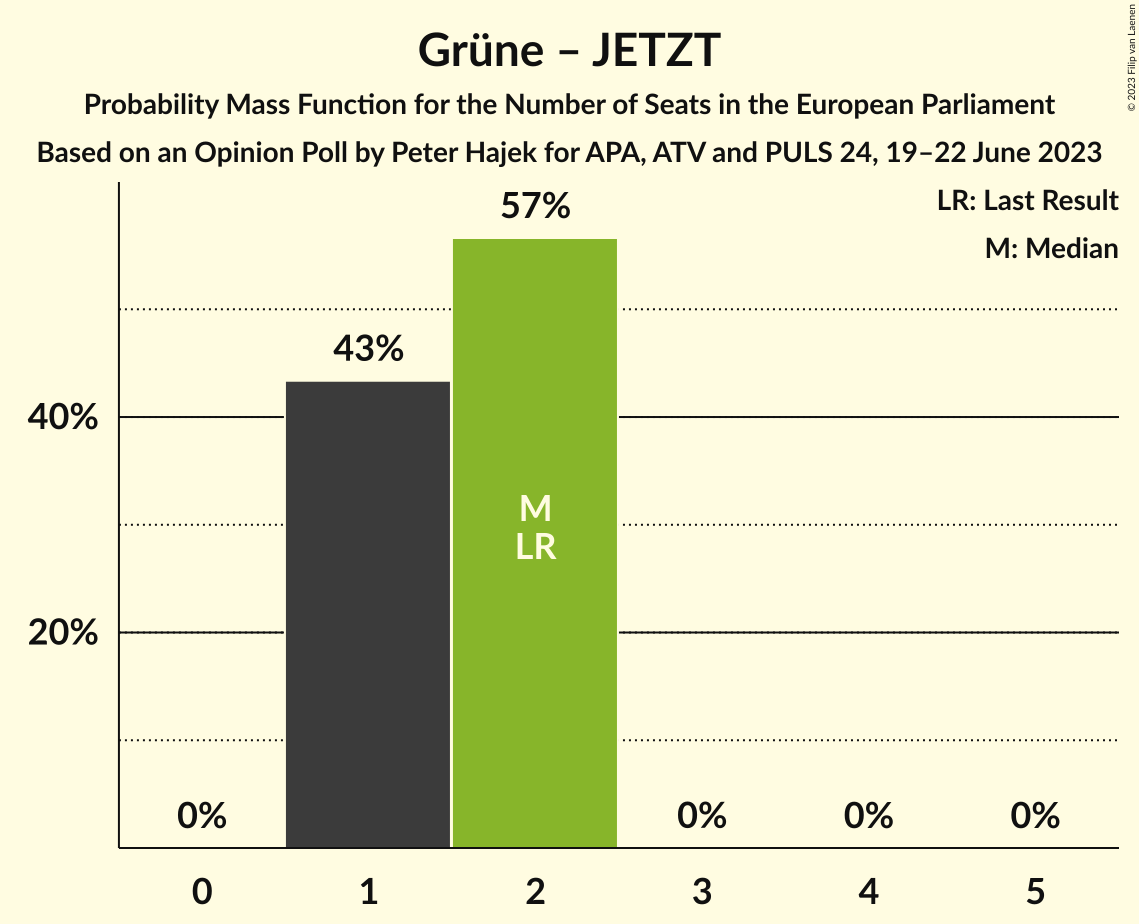 Grüne – JETZT
Probability Mass Function for the Number of Seats in the European Parliament
Based on an Opinion Poll by Peter Hajek for APA, ATV and PULS 24, 19–22 June 2023
© 2023 Filip van Laenen
LR: Last Result
M: Median
57%
43%
40%
20%
M
LR
0%
0%
0%
0%
0
1
2
3
4
5